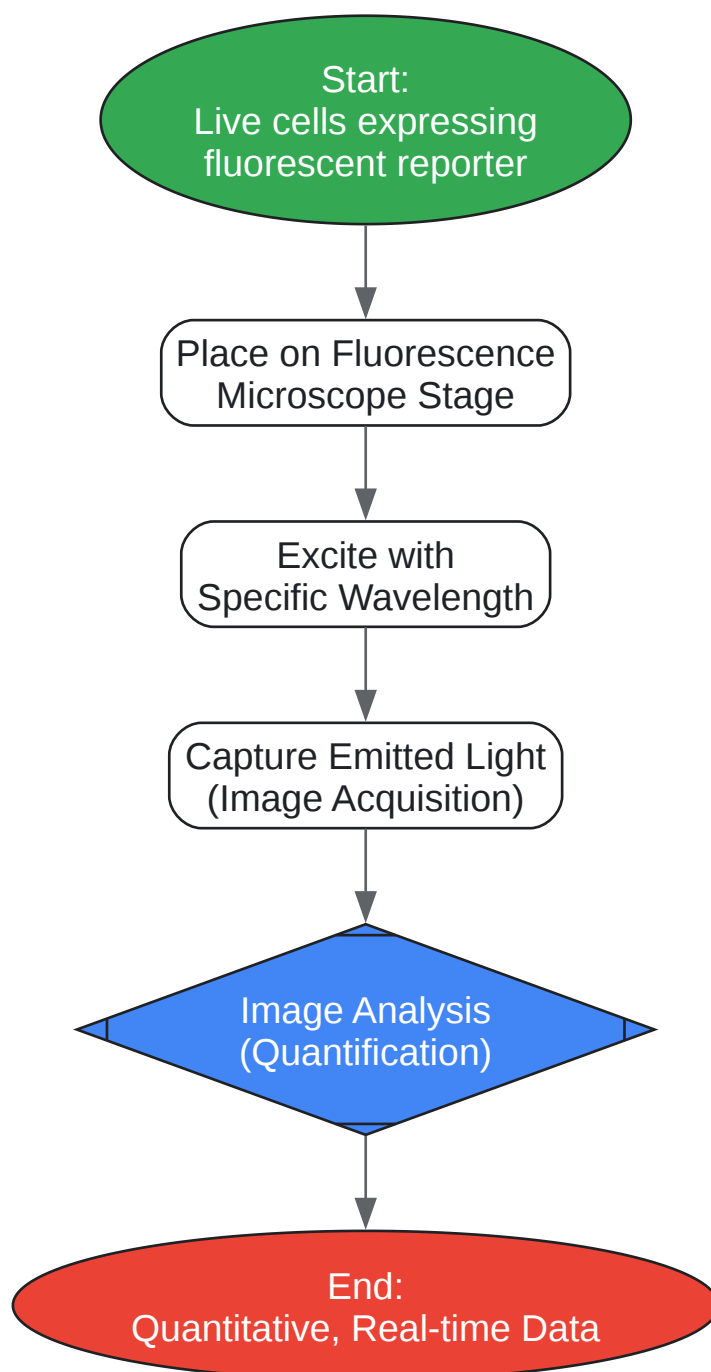 Start:
Live cells expressing
fluorescent reporter
Place on Fluorescence
Microscope Stage
Excite with
Specific Wavelength
Capture Emitted Light
(Image Acquisition)
Image Analysis
(Quantification)
End:
Quantitative, Real-time Data